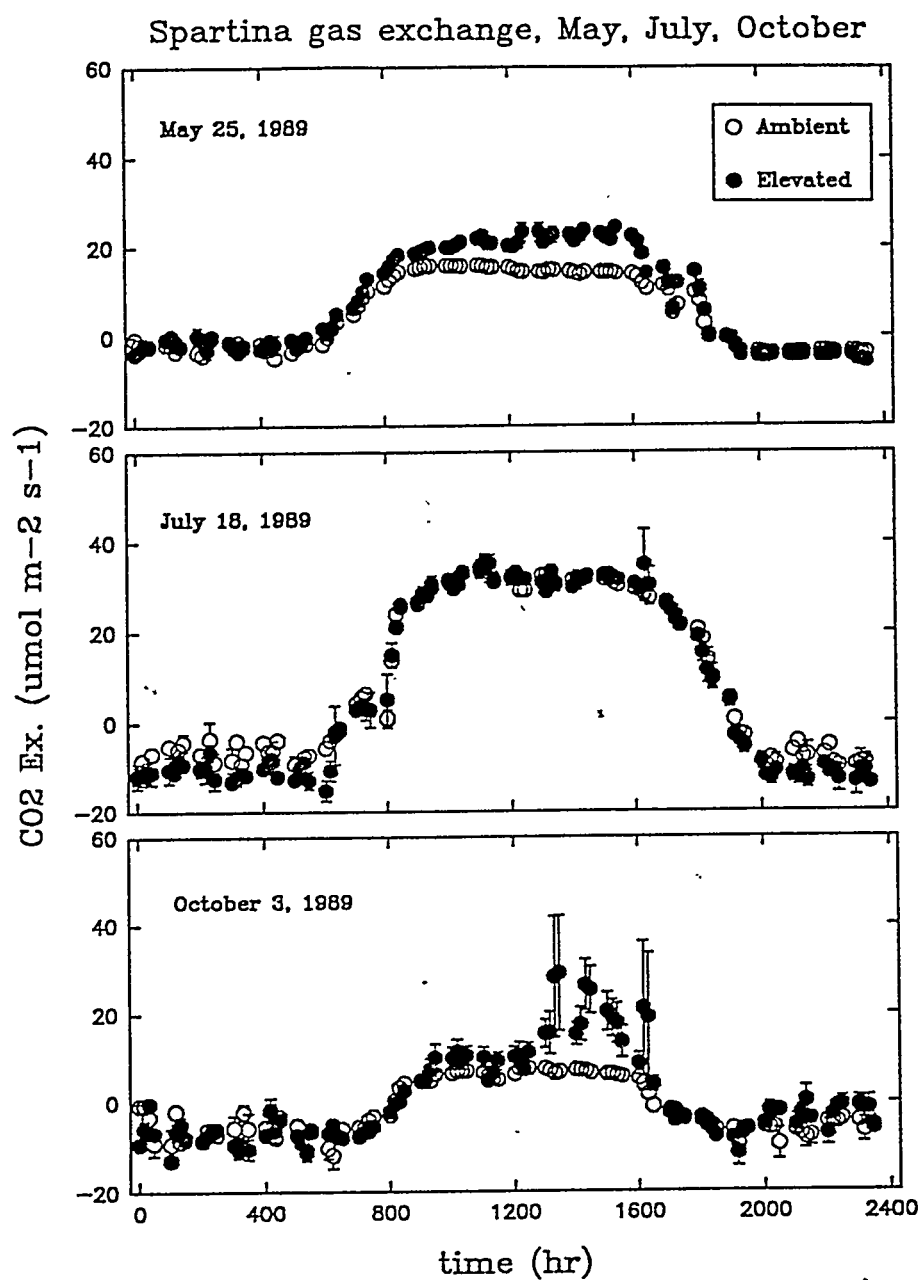 Spartina gas exchange, May, July, October
60
40
20
0
−20
May 25, 1989
Ambient
Elevated
60
40
20
0
−20
July 18, 1989
CO2 Ex. (umol m−2 s−1)
60
40
20
0
−20
October 3, 1989
0 400 800 1200 1600 2000 2400
time (hr)